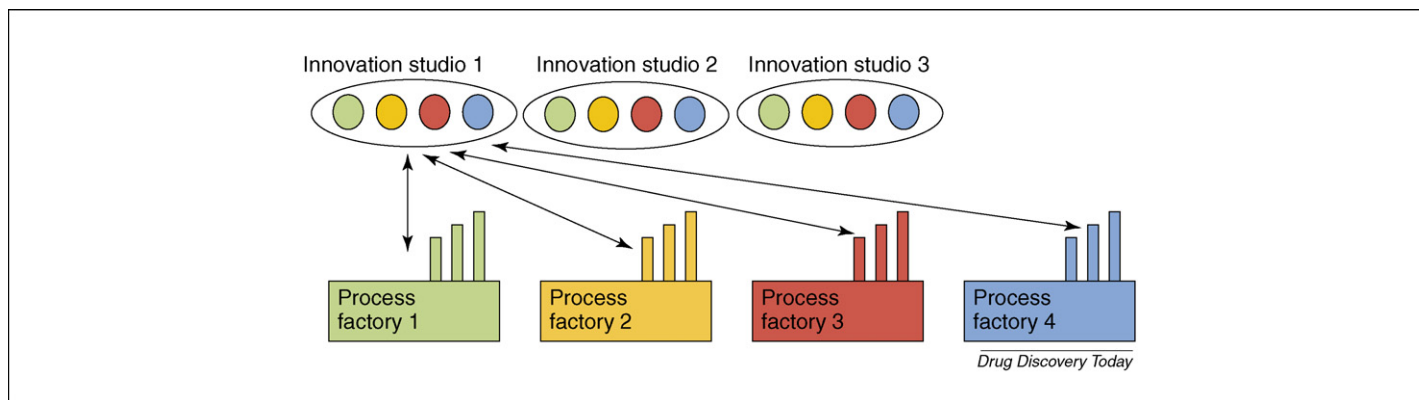 Innovation studio 1
Innovation studio 2
Innovation studio 3
Process
factory 1
Process
factory 2
Process
factory 3
Process
factory 4
Drug Discovery Today